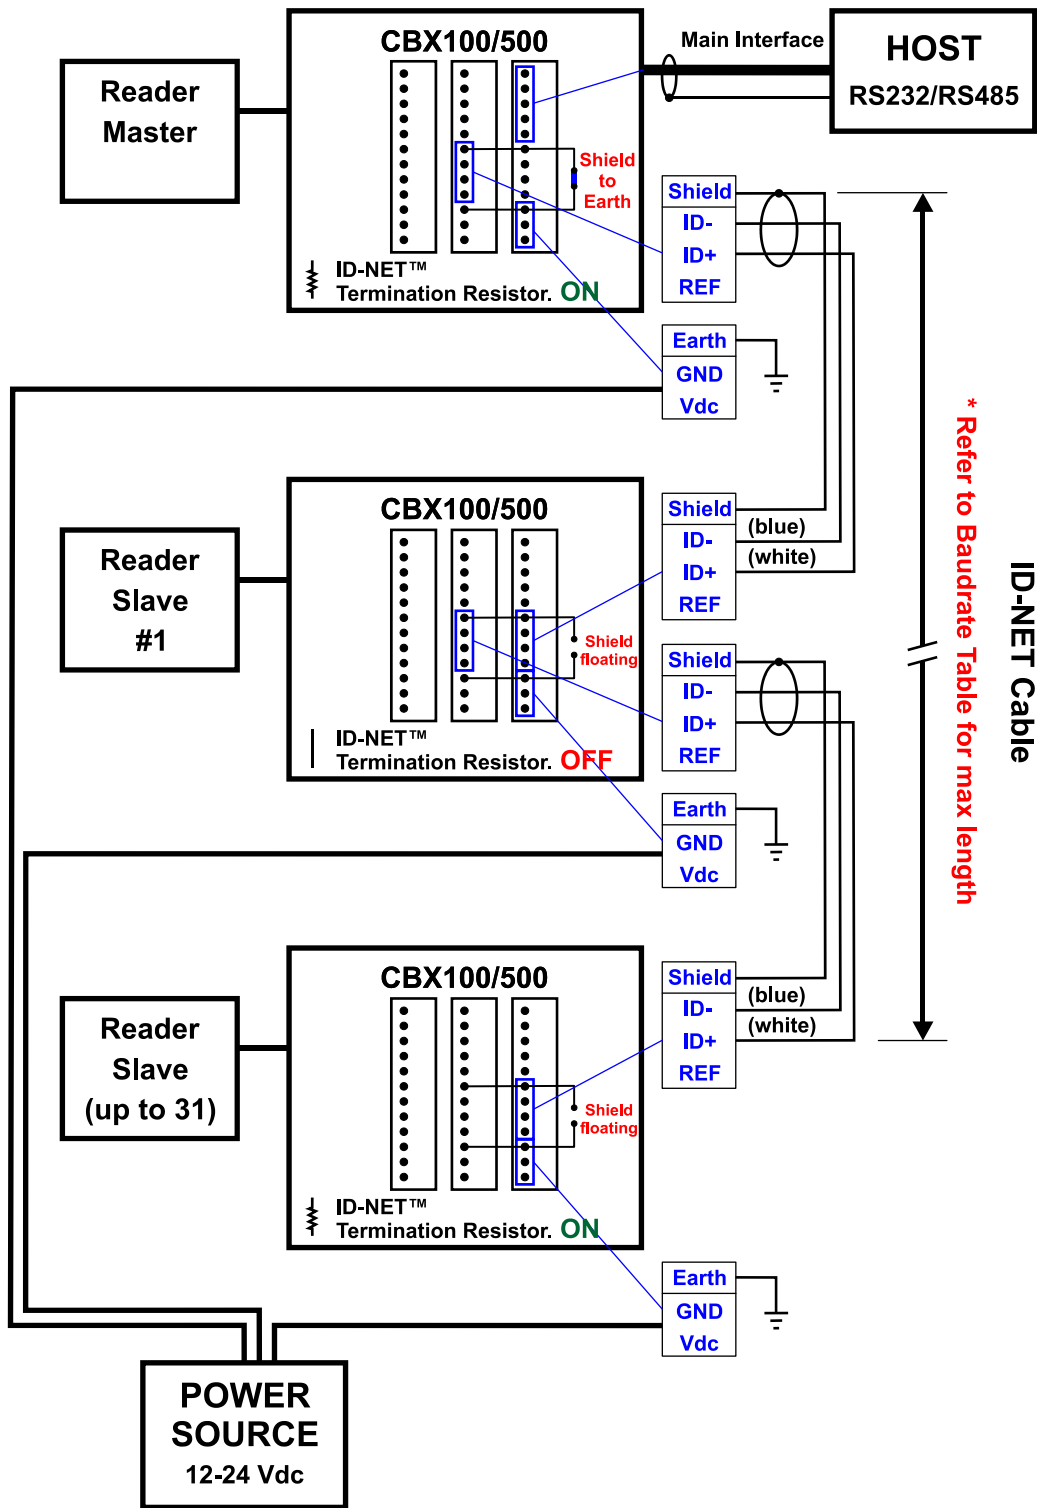 CBX100/500
Main Interface
HOST
RS232/RS485
Reader
Master
Shield
to
Earth
ID-NET™
Termination Resistor. ON
Shield
ID-
ID+
REF
Earth
GND
Vdc
CBX100/500
Reader
Slave
#1
Shield
floating
ID-NET™
Termination Resistor. OFF
Shield
(blue)
ID-
(white)
ID+
REF
Shield
ID-
ID+
REF
Earth
GND
Vdc
ID-NET Cable
* Refer to Baudrate Table for max length
CBX100/500
Reader
Slave
(up to 31)
Shield
floating
ID-NET™
Termination Resistor. ON
Shield
(blue)
ID-
(white)
ID+
REF
Earth
GND
Vdc
POWER
SOURCE
12-24 Vdc